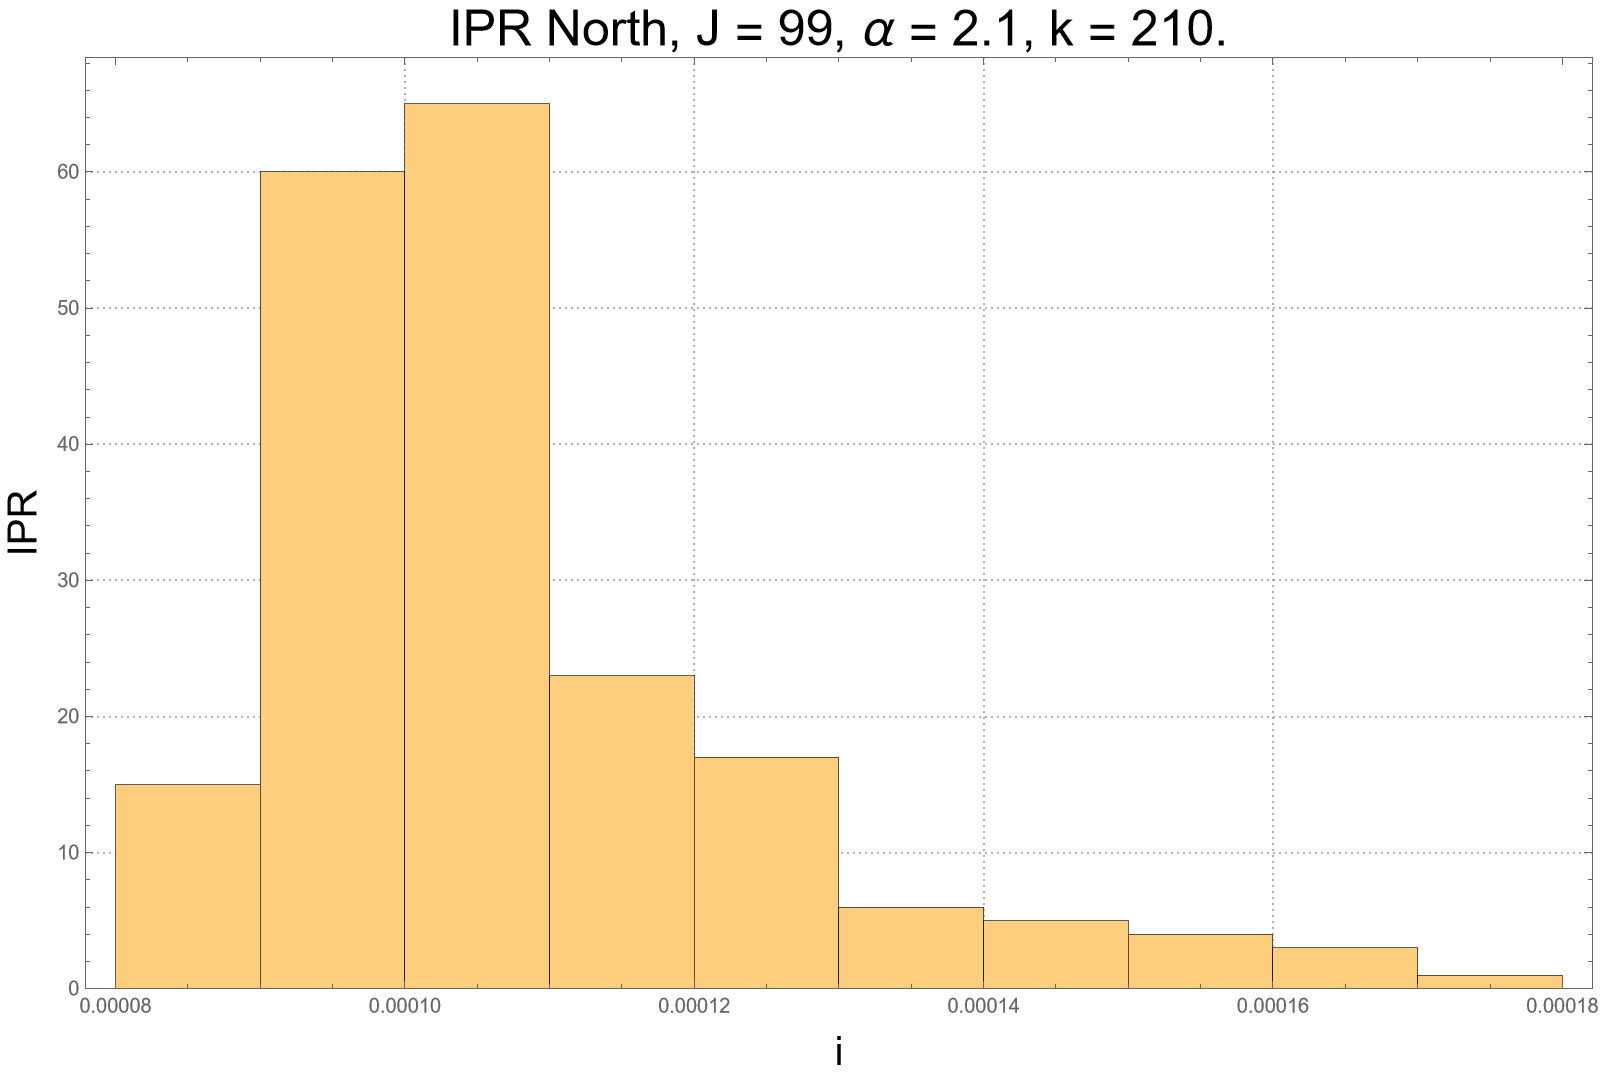 IPR North, J = 99, α = 2.1, k = 210.
60
50
40
30
20
10
0
IPR
0.00008 0.00010 0.00012 0.00014 0.00016 0.00018
i